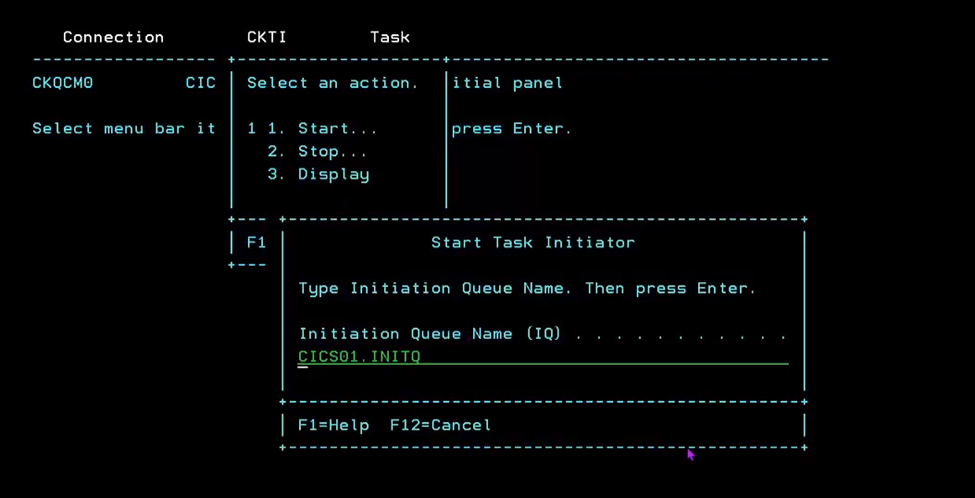 Connection CKTI Task
CKQCM0 CIC Select an action. itial panel
Select menu bar it 1 1. Start... press Enter.
2. Stop...
3. Display
F1 Start Task Initiator
Type Initiation Queue Name. Then press Enter.
Initiation Queue Name (IQ) . . . . . . . . . . .
CICS01.INITQ
F1=Help F12=Cancel